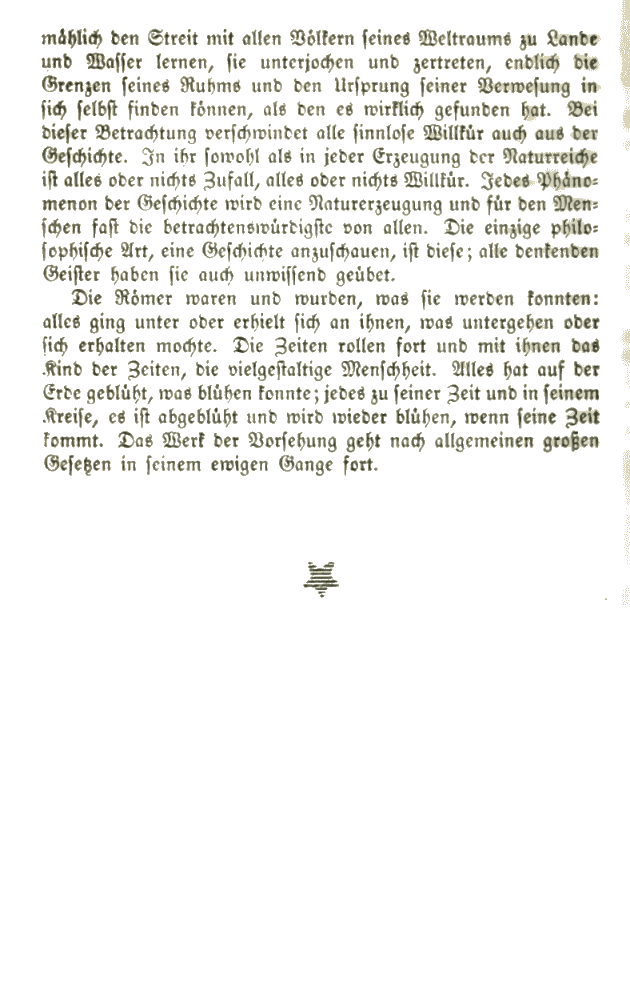 mählich den Streit mit allen Völkern seines Weltraums zu Lande
und Wasser lernen, sie unterjochen und zertreten, endlich die
Grenzen seines Ruhms und den Ursprung seiner Verwesung in
sich selbst finden können, als den es wirklich gefunden hat. Bei
dieser Betrachtung verschwindet alle sinnlose Willkür auch aus der
Geschichte. In ihr sowohl als in jeder Erzeugung der Naturreiche
ist alles oder nichts Zufall, alles oder nichts Willkür. Jedes Phäno-
menon der Geschichte wird eine Naturerzeugung und für den Men-
schen fast die betrachtenswürdigste von allen. Die einzige philo-
sophische Art, eine Geschichte anzuschauen, ist diese; alle denkenden
Geister haben sie auch unwissend geübet.
Die Römer waren und wurden, was sie werden konnten:
alles ging unter oder erhielt sich an ihnen, was untergehen oder
sich erhalten mochte. Die Zeiten rollen fort und mit ihnen das
Kind der Zeiten, die vielgestaltige Menschheit. Alles hat auf der
Erde geblüht, was blühen konnte; jedes zu seiner Zeit und in seinem
Kreise, es ist abgeblüht und wird wieder blühen, wenn seine Zeit
kommt. Das Werk der Vorsehung geht nach allgemeinen großen
Gesetzen in seinem ewigen Gange fort.